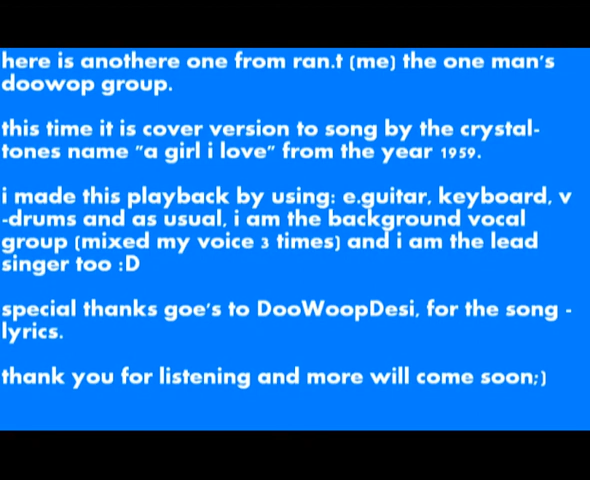 here is anothere one from ran.t (me) the one man's
doowop group.
this time it is cover version to song by the crystal-
tones name "a girl i love" from the year 1959.
i made this playback by using: e.guitar, keyboard, v
-drums and as usual, i am the background vocal
group (mixed my voice 3 times) and i am the lead
singer too :D
special thanks goe's to DooWoopDesi, for the song -
lyrics.
thank you for listening and more will come soon;)